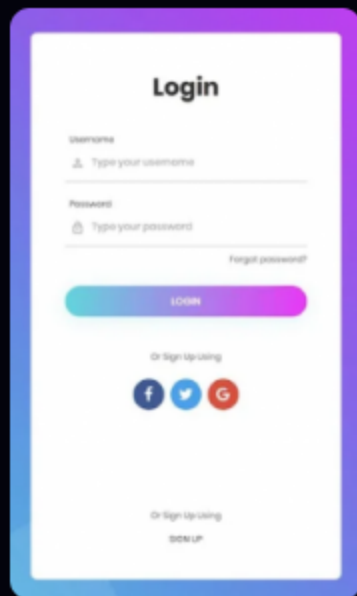 Login
Username
Type your username
Password
Type your password
Forgot password?
LOGIN
Or Sign Up Using
f
G
Or Sign Up Using
SIGN UP